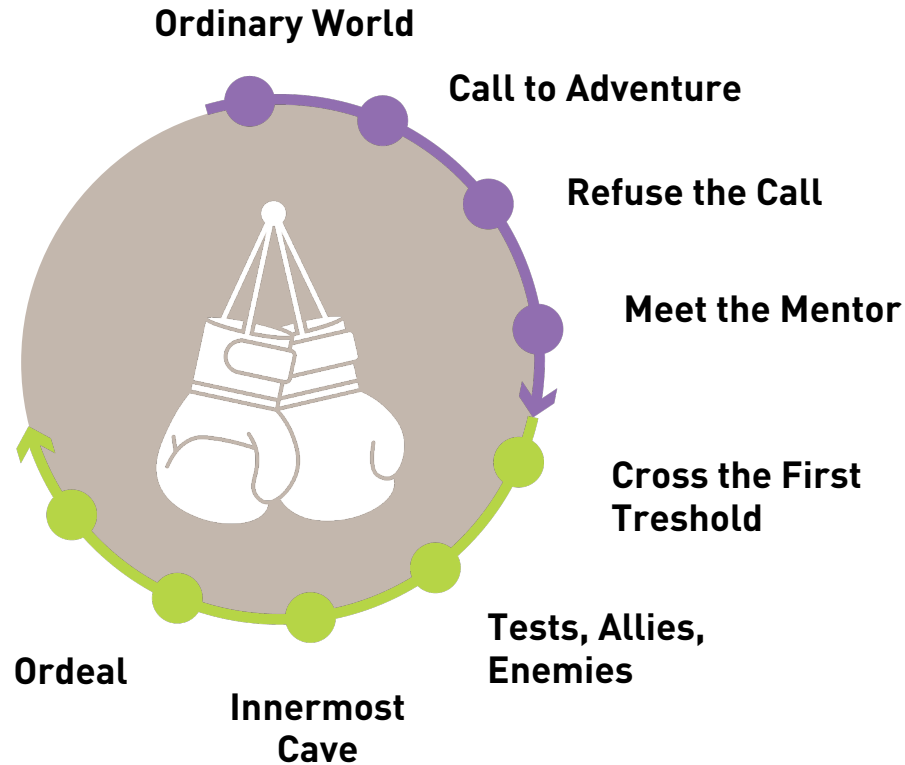 Ordinary World
Call to Adventure
Refuse the Call
Meet the Mentor
Cross the First
Treshold
Tests, Allies,
Enemies
Innermost
Cave
Ordeal